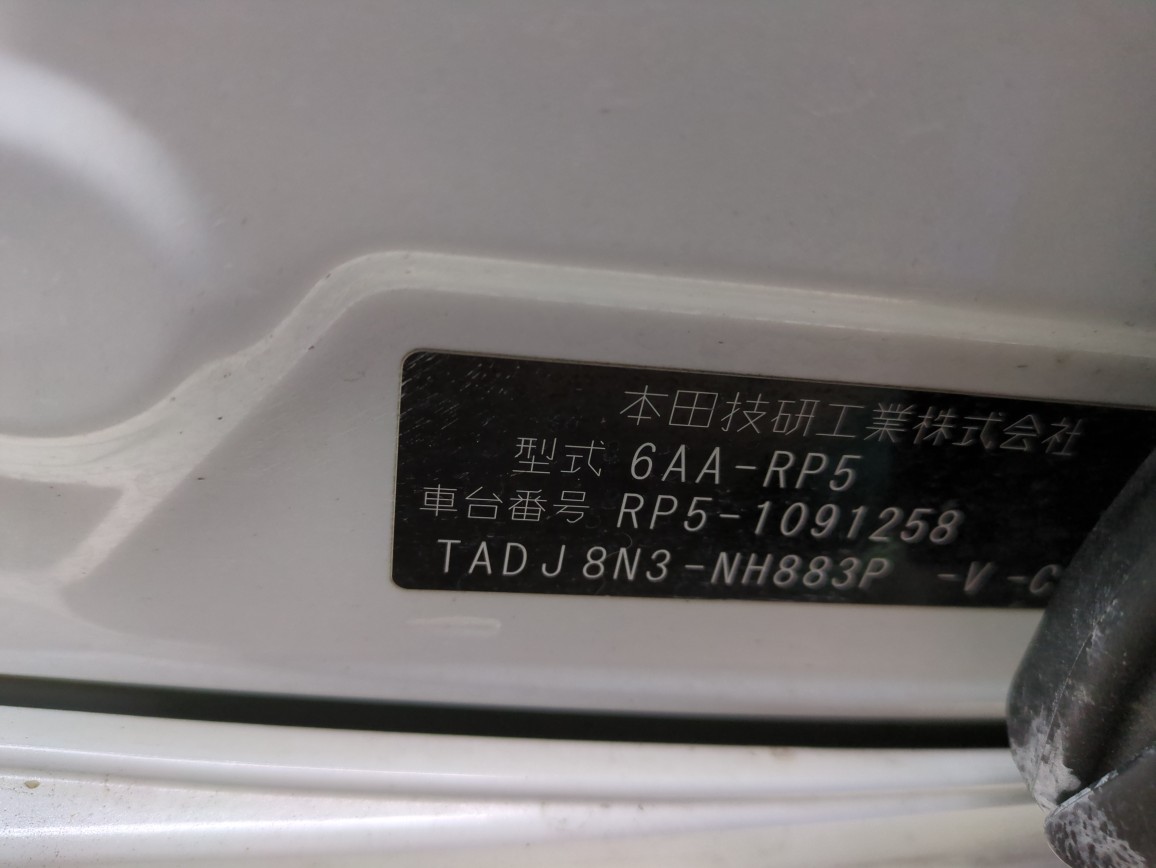 本田技研工業株式会社
型式 6AA-RP5
車台番号 RP5-1091258
TADJ8N3-NH883P -V -C